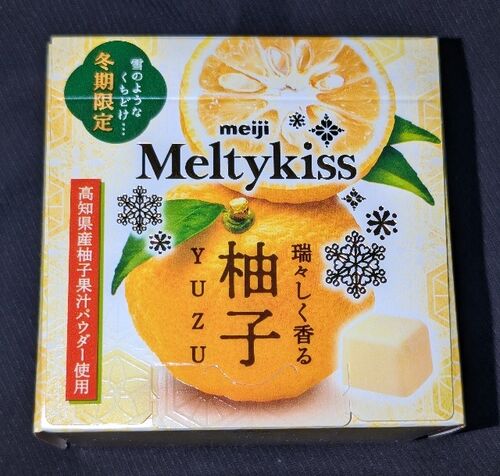 雪のような
くちどけ…
冬期限定
meiji
Meltykiss
瑞々しく香る
柚子
YUZU
高知県産柚子果汁パウダー使用